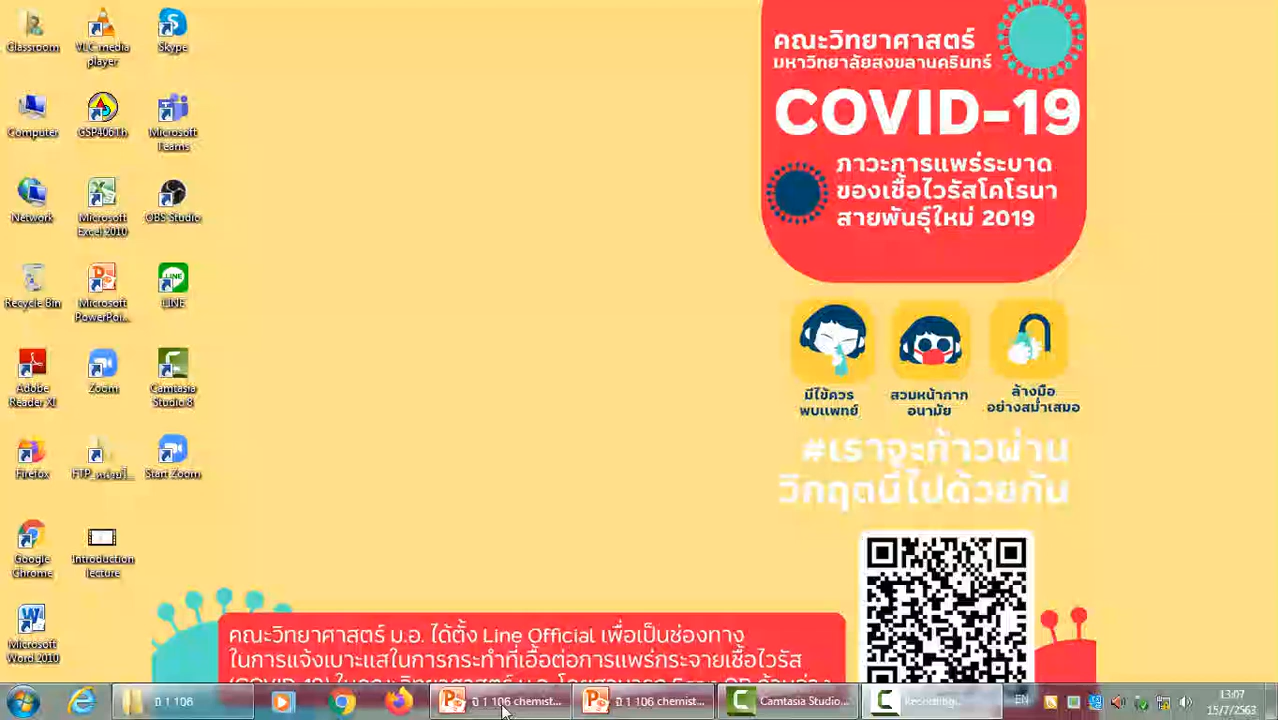 Classroom
VLC media
player
Skype
Computer
GSP406Th
Microsoft
Teams
Network
Microsoft
Excel 2010
OBS Studio
Recycle Bin
Microsoft
PowerPoi...
LINE
Adobe
Reader XI
Zoom
Camtasia
Studio 8
Firefox
Start Zoom
Google
Chrome
Introduction
lecture
Microsoft
Word 2010
คณะวิทยาศาสตร์
มหาวิทยาลัยสงขลานครินทร์
COVID-19
ภาวะการแพร่ระบาด
ของเชื้อไวรัสโคโรนา
สายพันธุ์ใหม่ 2019
มีไข้ควร
พบแพทย์
สวมหน้ากาก
อนามัย
ล้างมือ
อย่างสม่ำเสมอ
#เราจะก้าวผ่าน
วิกฤตนี้ไปด้วยกัน
คณะวิทยาศาสตร์ ม.อ. ได้ตั้ง Line Official เพื่อเป็นช่องทาง
ในการแจ้งเบาะแสในการกระทำที่เอื้อต่อการแพร่กระจายเชื้อไวรัส
1 106
1 106 chemist...
1 106 chemist...
Camtasia Studio...
Recording...
EN
13:07
15/7/2563